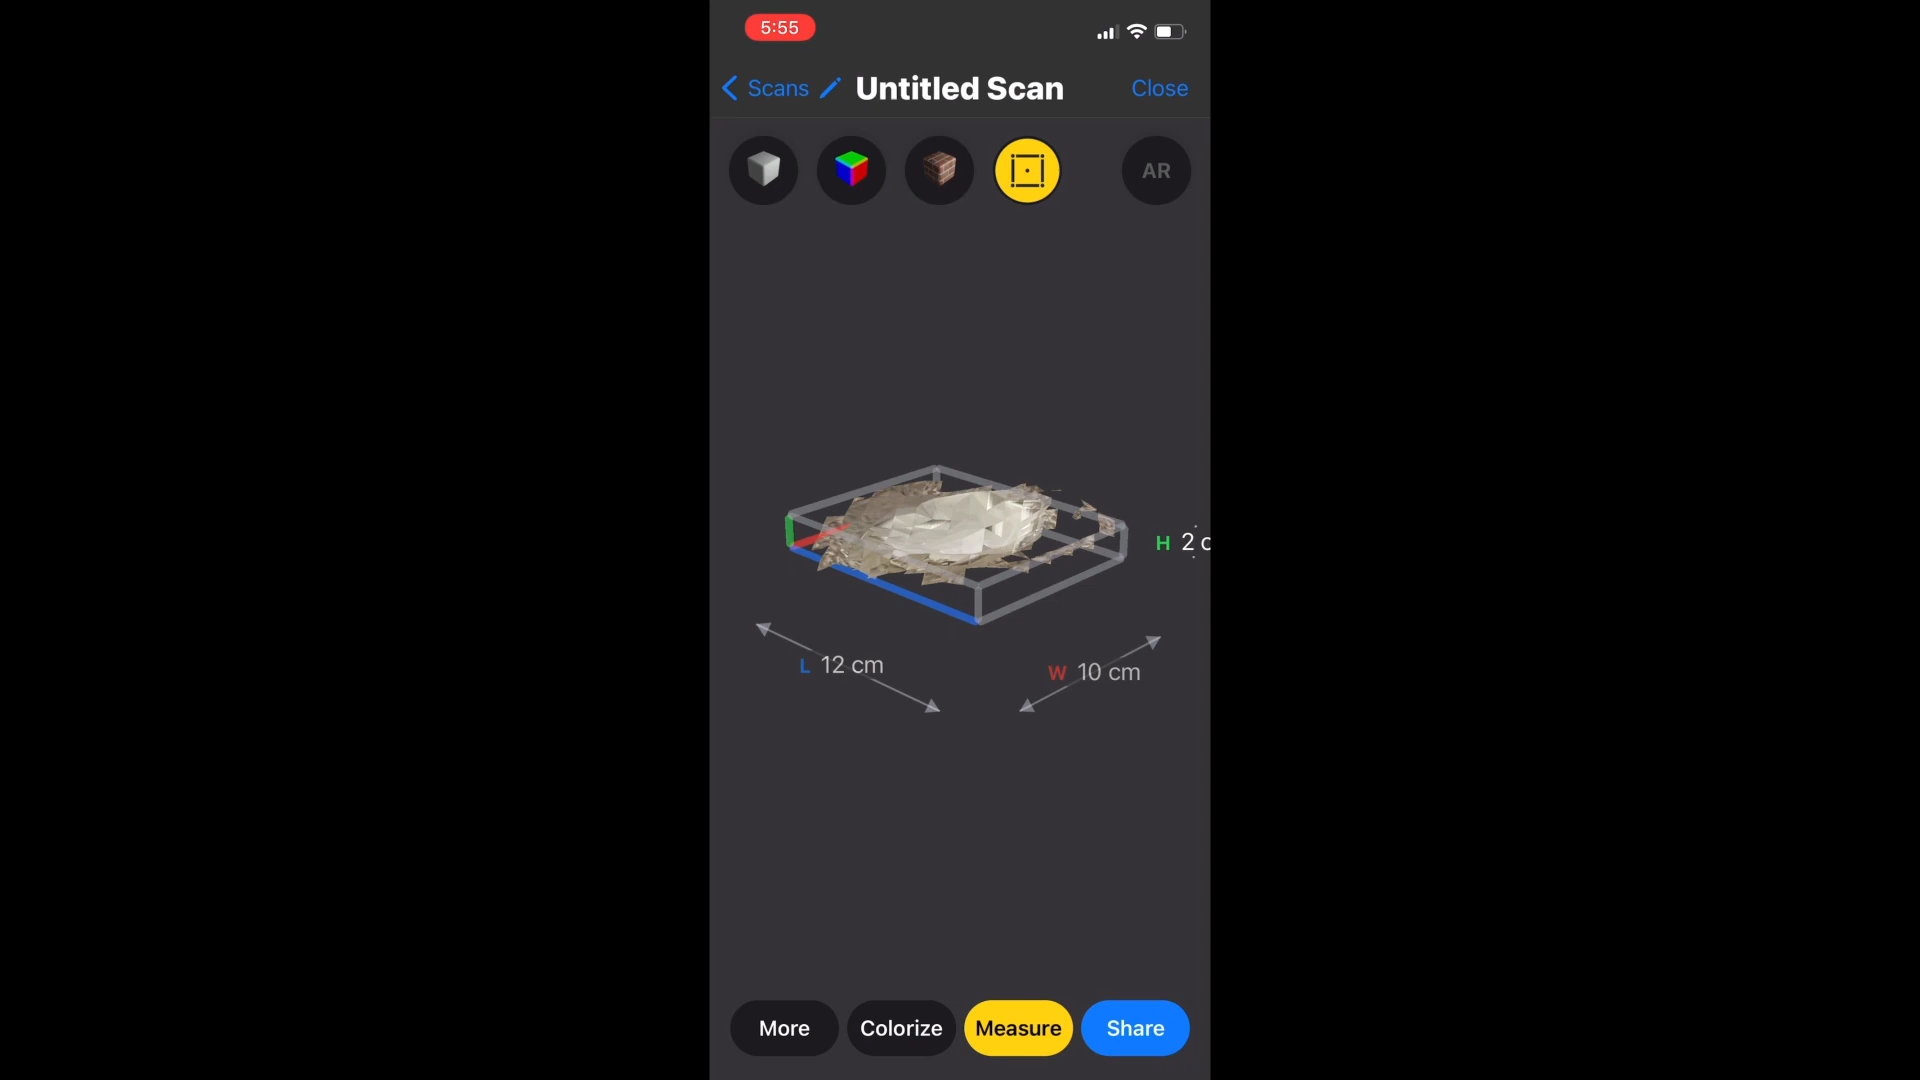 5:55
Scans
Untitled Scan
Close
AR
H 2 c
L 12 cm
W 10 cm
More
Colorize
Measure
Share